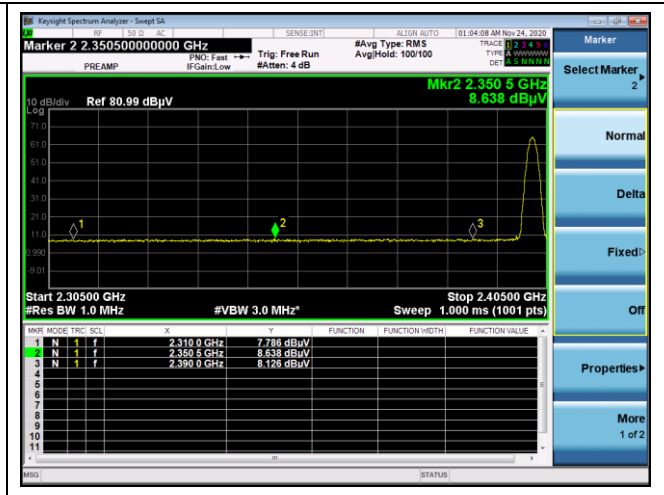 Keysight Spectrum Analyzer - Swept SA
RF 50 Ω AC SENSE:INT ALIGN AUTO 01:04:08 AM Nov 24, 2020
Marker 2 2.350500000000 GHz
PREAMP
PNO: Fast
IFGain:Low
Trig: Free Run
#Atten: 4 dB
#Avg Type: RMS
Avg|Hold: 100/100
TRACE 1 2 3 4 5 6
TYPE A WWWWW
DET A S N N N N
Mkr2 2.350 5 GHz
8.638 dBµV
10 dB/div Ref 80.99 dBµV
Log
71.0
61.0
51.0
41.0
31.0
21.0
11.0
0.990
-9.01
1
2
3
Start 2.30500 GHz Stop 2.40500 GHz
#Res BW 1.0 MHz #VBW 3.0 MHz* Sweep 1.000 ms (1001 pts)
MKR MODE TRC SCL X Y FUNCTION FUNCTION WIDTH FUNCTION VALUE
1 N 1 f 2.310 0 GHz 7.786 dBuV
2 N 1 f 2.350 5 GHz 8.638 dBuV
3 N 1 f 2.390 0 GHz 8.126 dBuV
4
5
6
7
8
9
10
11
MSG STATUS
Marker
Select Marker
2
Normal
Delta
Fixed
Off
Properties
More
1 of 2